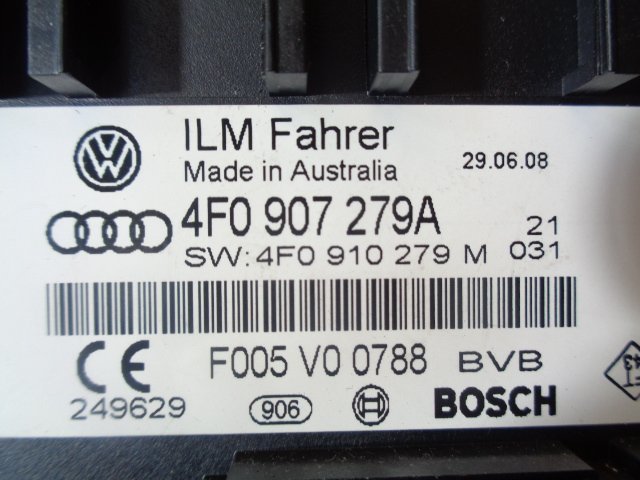 ILM Fahrer
Made in Australia
29.06.08
4F0 907 279A
21
SW: 4F0 910 279 M
031
CE
F005 V0 0788
BVB
249629
906
BOSCH